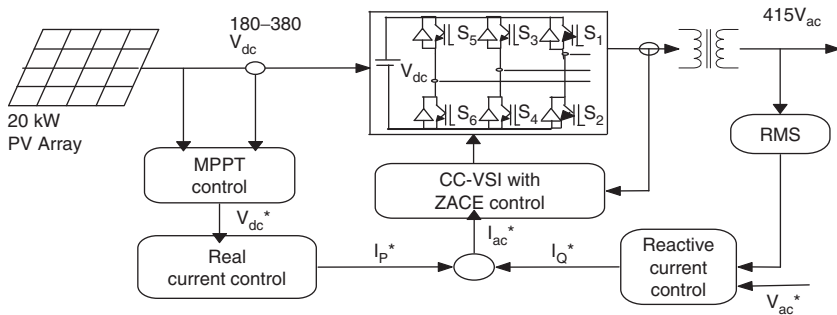 180–380
V_dc
415V_ac
S_5
S_3
S_1
V_dc
S_6
S_4
S_2
20 kW
PV Array
RMS
MPPT
control
CC-VSI with
ZACE control
V_dc*
I_ac*
Real
current control
I_P*
I_Q*
Reactive
current
control
V_ac*